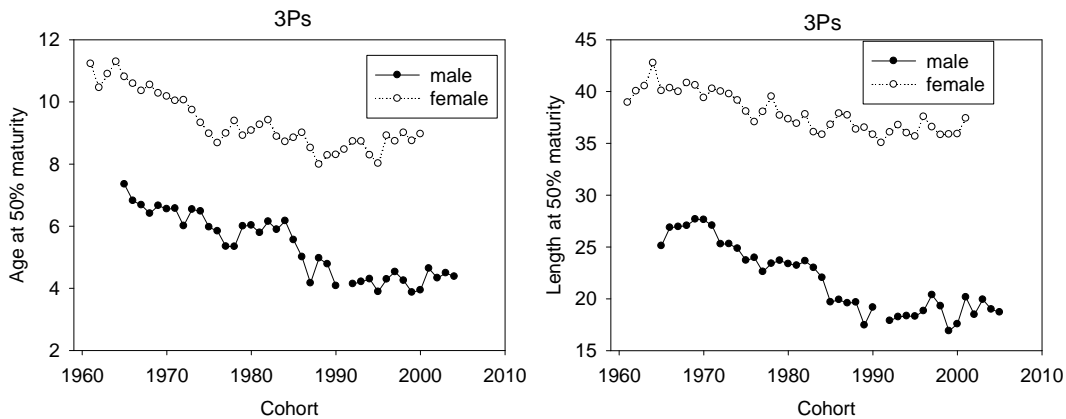 3Ps
Age at 50% maturity
12
10
8
6
4
2
male
female
1960 1970 1980 1990 2000 2010
Cohort
3Ps
Length at 50% maturity
45
40
35
30
25
20
15
male
female
1960 1970 1980 1990 2000 2010
Cohort